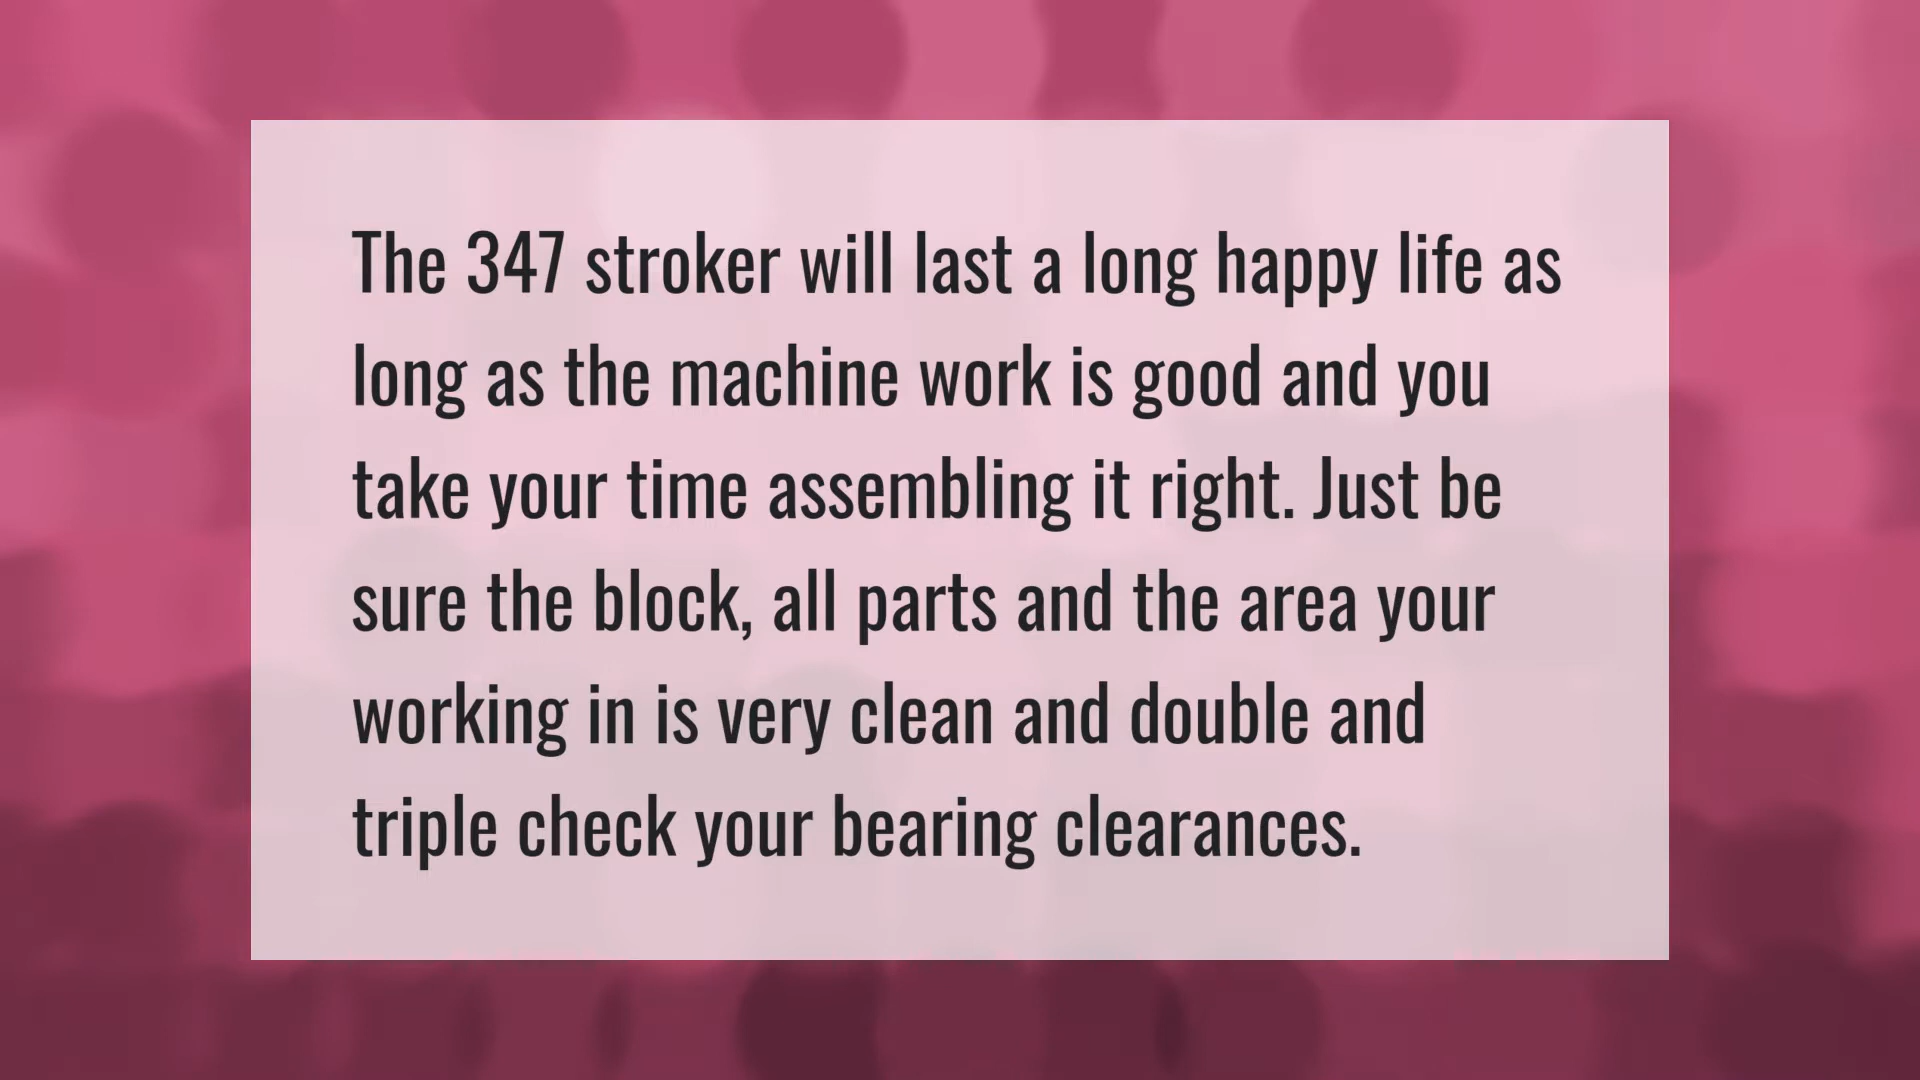 The 347 stroker will last a long happy life as
long as the machine work is good and you
take your time assembling it right. Just be
sure the block, all parts and the area your
working in is very clean and double and
triple check your bearing clearances.